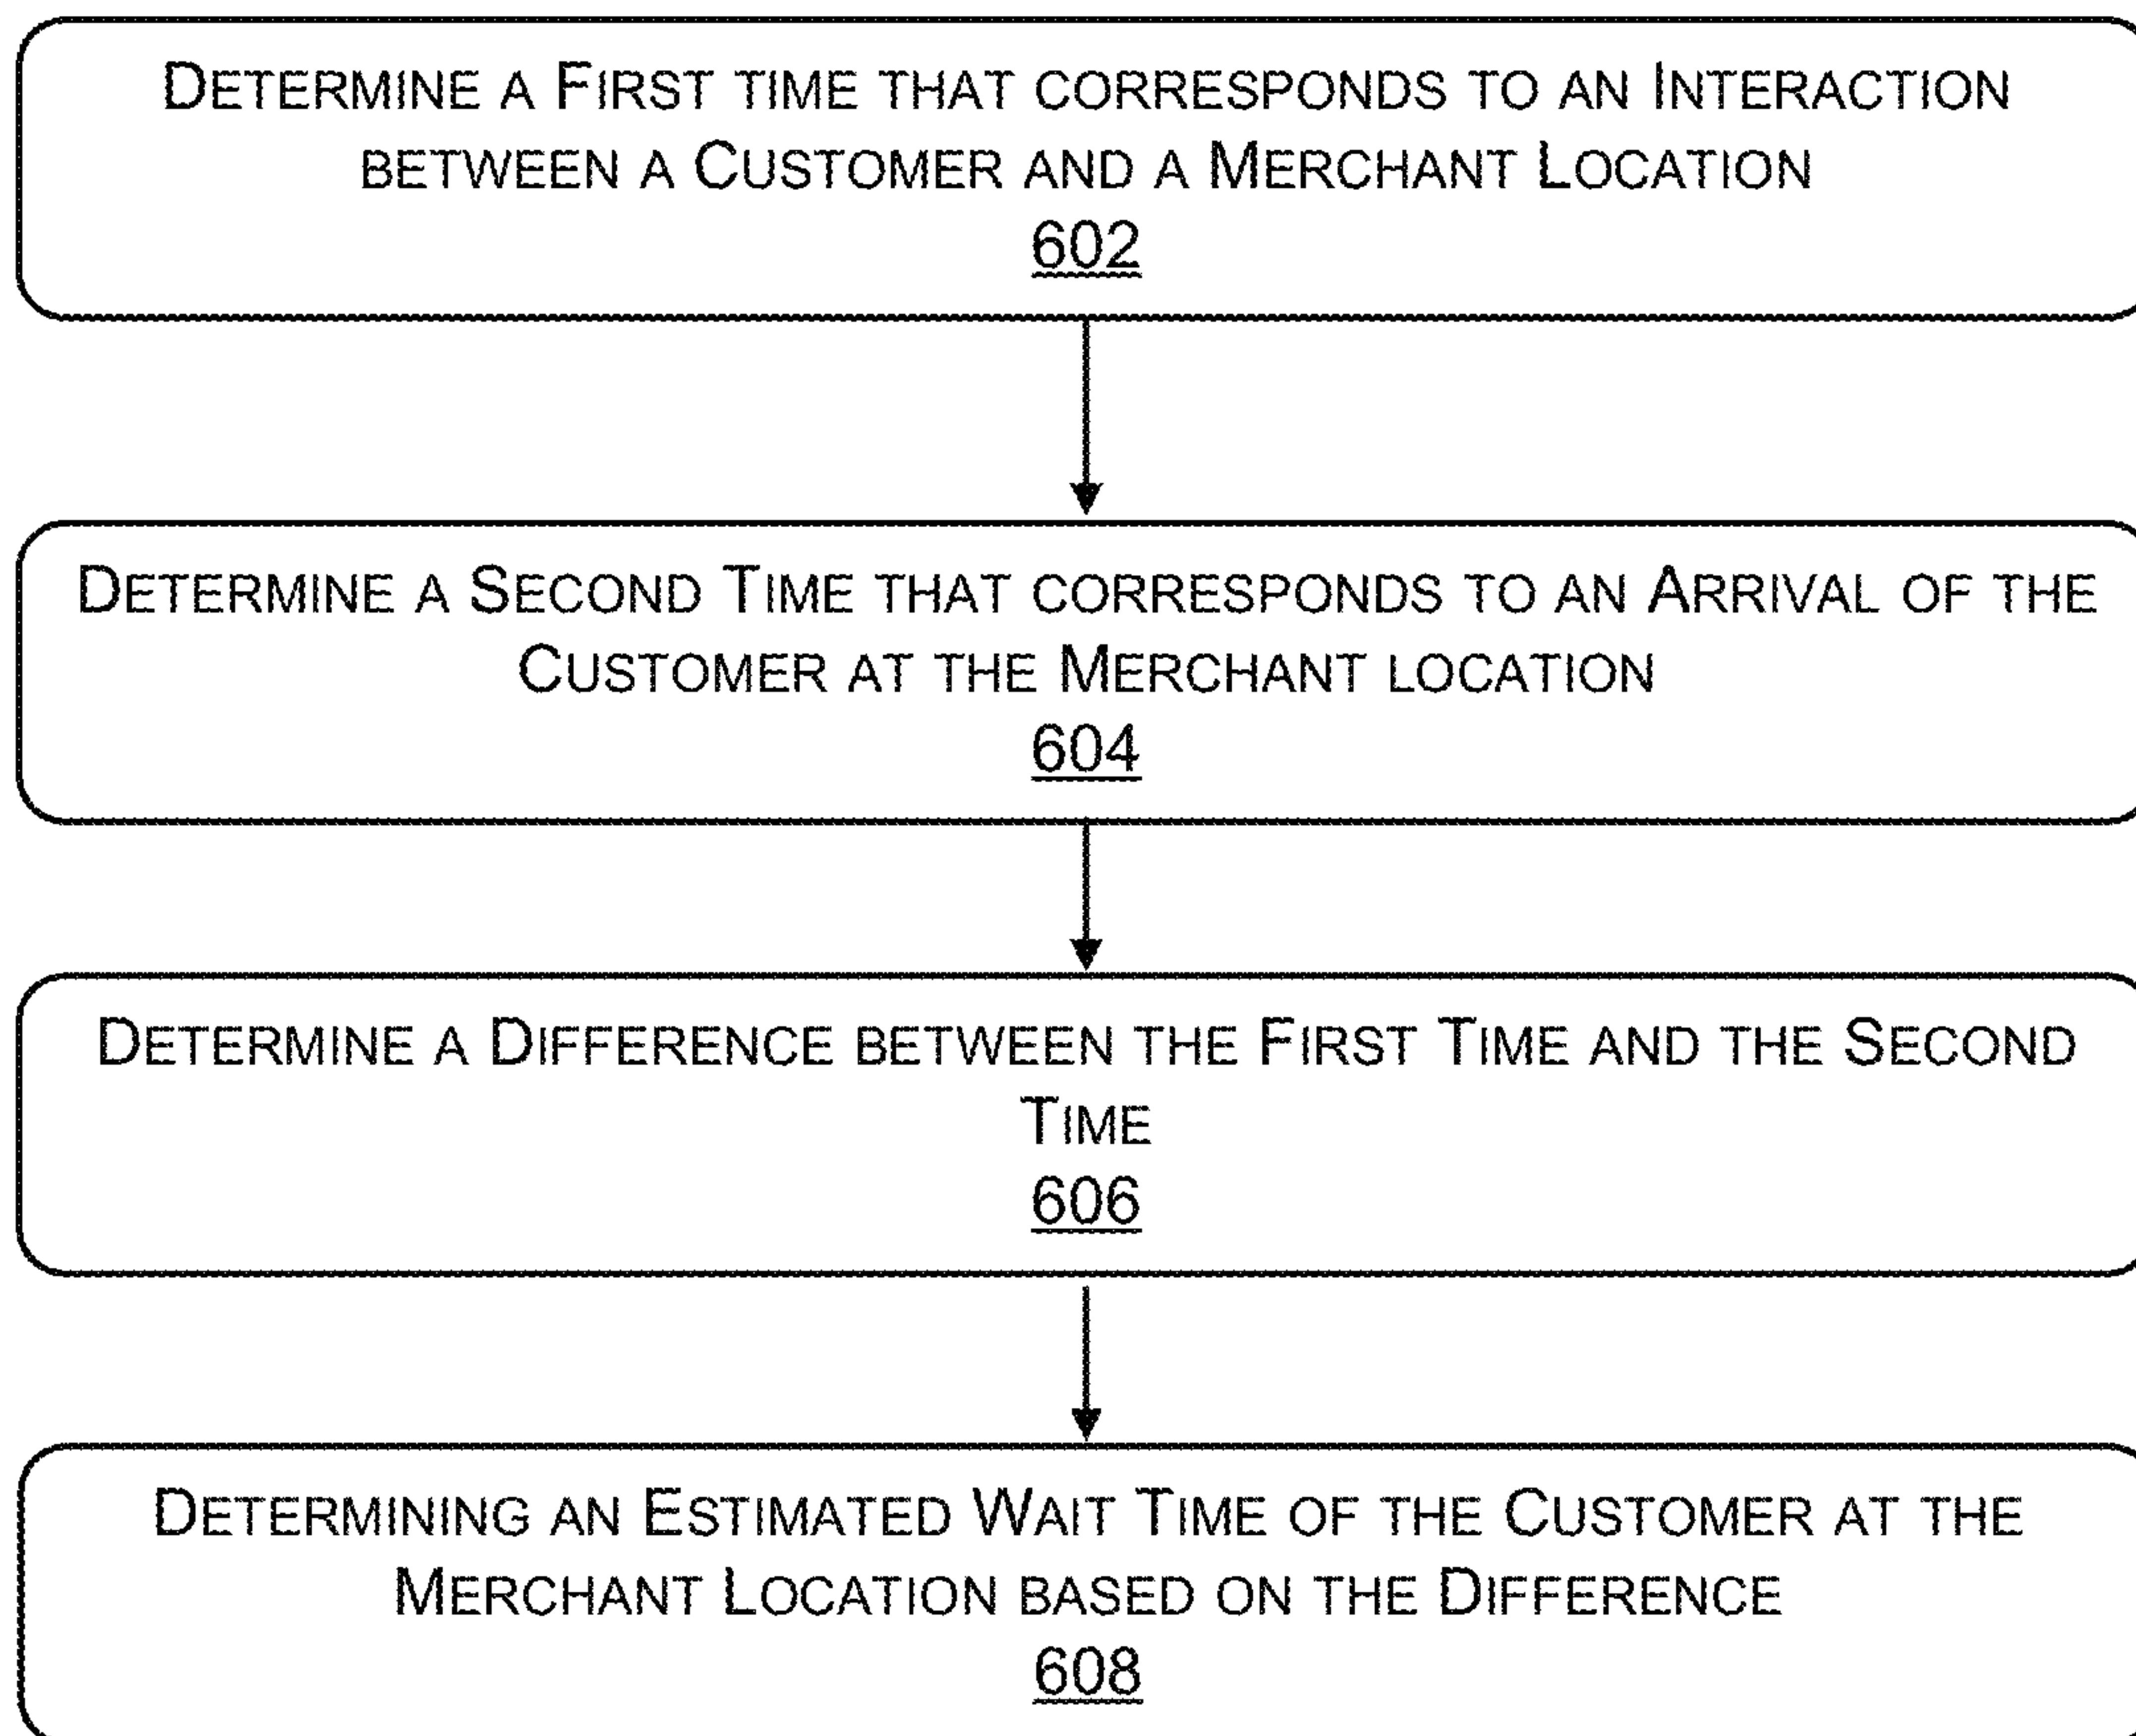 Determine a First time that corresponds to an Interaction
between a Customer and a Merchant Location
602
Determine a Second Time that corresponds to an Arrival of the
Customer at the Merchant location
604
Determine a Difference between the First Time and the Second
Time
606
Determining an Estimated Wait Time of the Customer at the
Merchant Location based on the Difference
608